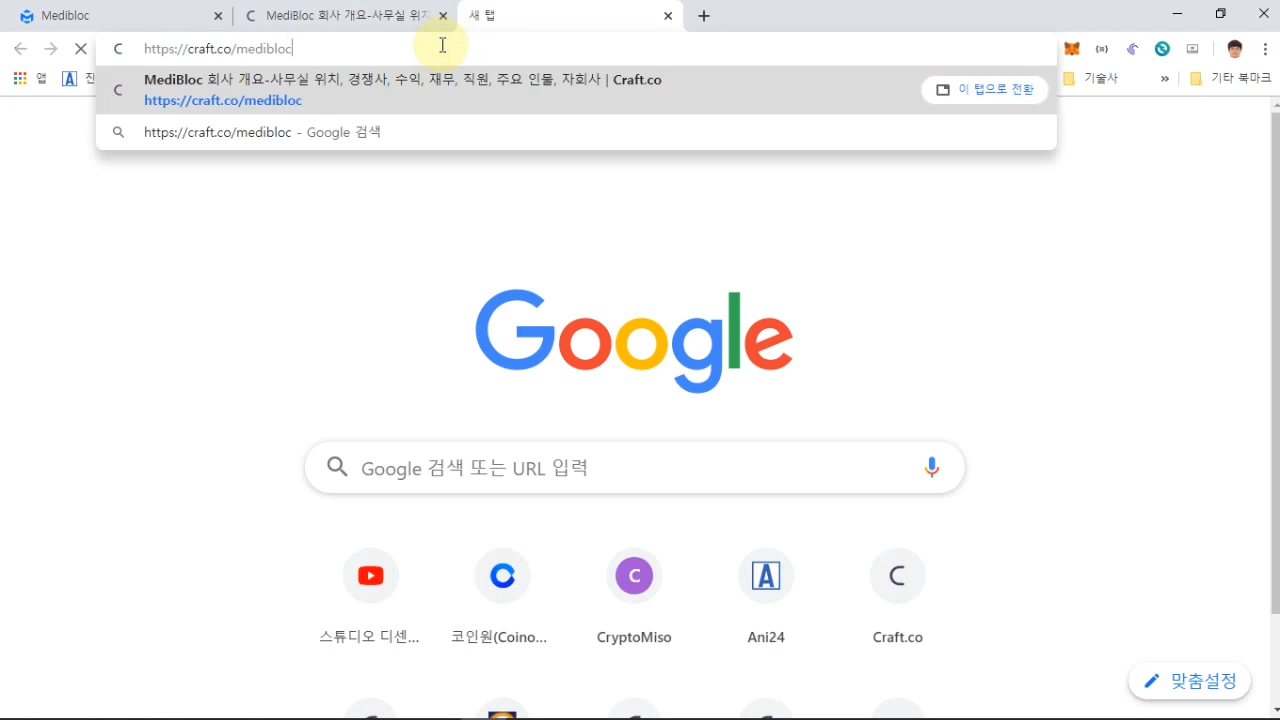 Medibloc
MediBloc 회사 개요-사무실 위치
새 탭
https://craft.co/medibloc
앱
기술사
»
기타 북마크
MediBloc 회사 개요-사무실 위치, 경쟁사, 수익, 재무, 직원, 주요 인물, 자회사 | Craft.co
https://craft.co/medibloc
이 탭으로 전환
https://craft.co/medibloc - Google 검색
Google
Google 검색 또는 URL 입력
스튜디오 디센...
코인원(Coino...
CryptoMiso
Ani24
Craft.co
맞춤설정